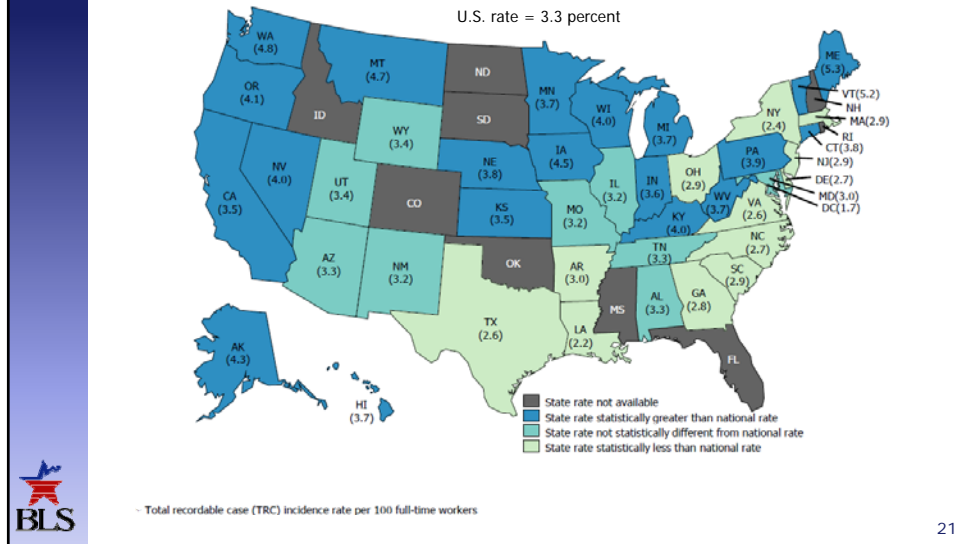 U.S. rate = 3.3 percent
WA
(4.8)
MT
(4.7)
ND
MN
(3.7)
ME
(5.3)
VT(5.2)
NH
MA(2.9)
RI
CT(3.8)
NJ(2.9)
DE(2.7)
MD(3.0)
DC(1.7)
OR
(4.1)
ID
SD
WI
(4.0)
MI
(3.7)
NY
(2.4)
WY
(3.4)
IA
(4.5)
PA
(3.9)
NE
(3.8)
NV
(4.0)
UT
(3.4)
IL
(3.2)
IN
(3.6)
OH
(2.9)
WV
(3.7)
VA
(2.6)
CA
(3.5)
CO
KS
(3.5)
MO
(3.2)
KY
(4.0)
NC
(2.7)
TN
(3.3)
AZ
(3.3)
NM
(3.2)
OK
AR
(3.0)
SC
(2.9)
MS
AL
(3.3)
GA
(2.8)
TX
(2.6)
LA
(2.2)
FL
AK
(4.3)
HI
(3.7)
State rate not available
State rate statistically greater than national rate
State rate not statistically different from national rate
State rate statistically less than national rate
~ Total recordable case (TRC) incidence rate per 100 full-time workers
BLS
21